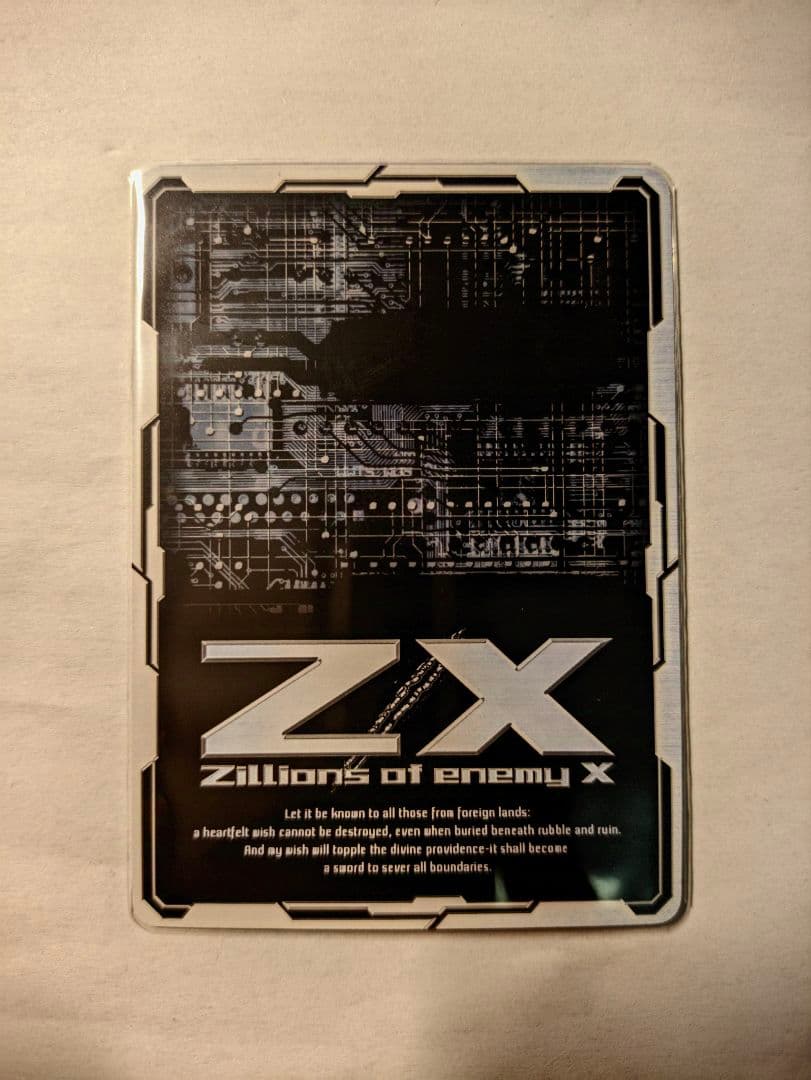 Z/X
Zillions of enemy X
Let it be known to all those from foreign lands:
a heartfelt wish cannot be destroyed, even when buried beneath rubble and ruin.
And my wish will topple the divine providence-it shall become
a sword to sever all boundaries.